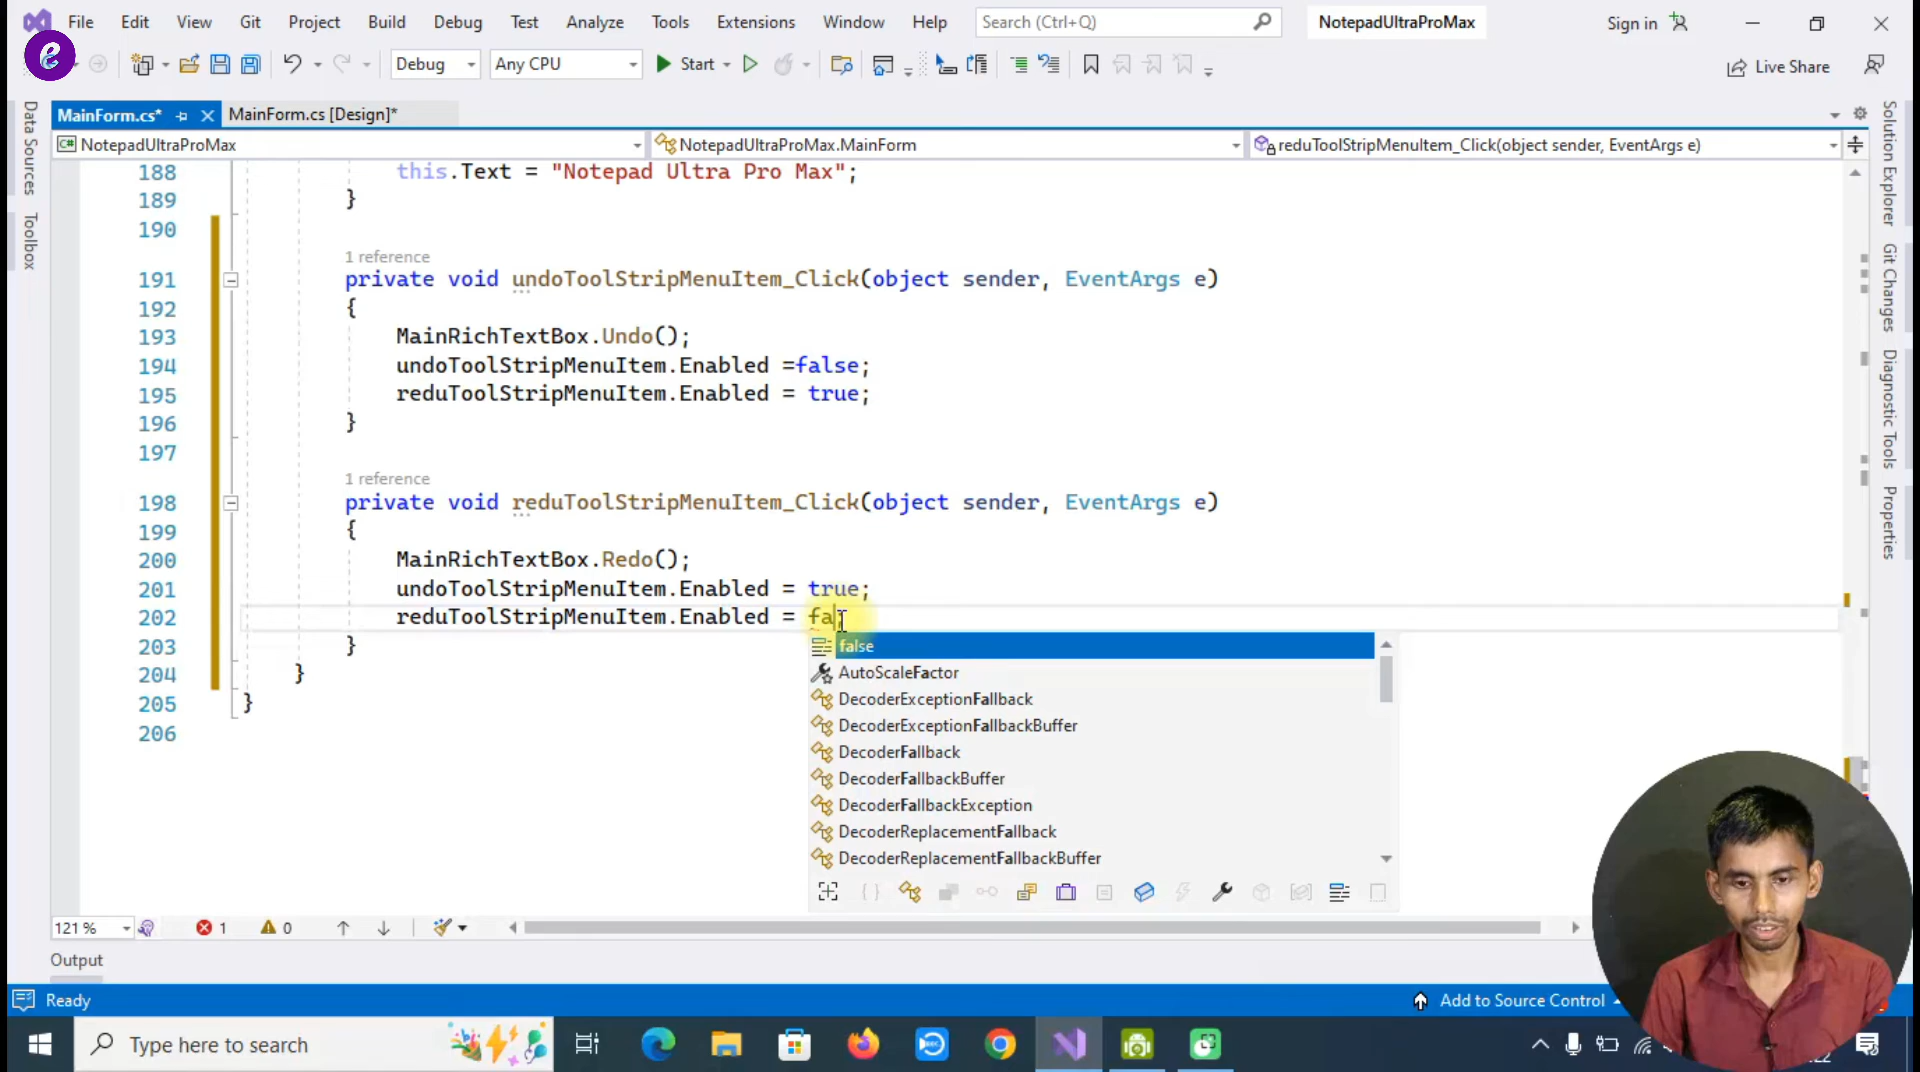 File Edit View Git Project Build Debug Test Analyze Tools Extensions Window Help Search (Ctrl+Q) NotepadUltraProMax Sign in
e
Debug Any CPU Start Live Share
MainForm.cs* MainForm.cs [Design]*
NotepadUltraProMax NotepadUltraProMax.MainForm reduToolStripMenuItem_Click(object sender, EventArgs e)
Data Sources
Toolbox
Solution Explorer
Git Changes
Diagnostic Tools
Properties
188 this.Text = "Notepad Ultra Pro Max";
189 }
190
1 reference
191 private void undoToolStripMenuItem_Click(object sender, EventArgs e)
192 {
193 MainRichTextBox.Undo();
194 undoToolStripMenuItem.Enabled =false;
195 reduToolStripMenuItem.Enabled = true;
196 }
197
1 reference
198 private void reduToolStripMenuItem_Click(object sender, EventArgs e)
199 {
200 MainRichTextBox.Redo();
201 undoToolStripMenuItem.Enabled = true;
202 reduToolStripMenuItem.Enabled = fa;
203 }
204 }
205 }
206
false
AutoScaleFactor
DecoderExceptionFallback
DecoderExceptionFallbackBuffer
DecoderFallback
DecoderFallbackBuffer
DecoderFallbackException
DecoderReplacementFallback
DecoderReplacementFallbackBuffer
121 % 1 0
Output
Ready Add to Source Control
Type here to search